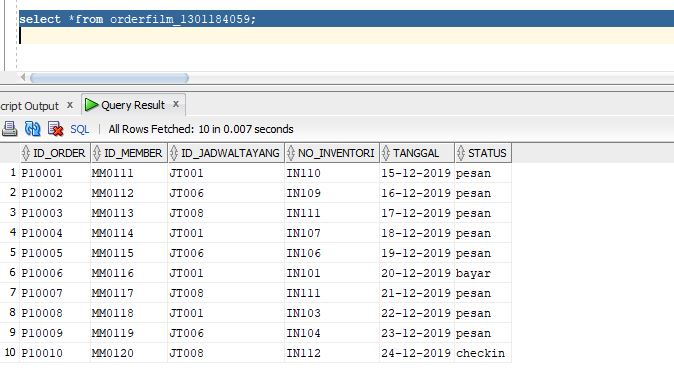 select *from orderfilm_1301184059;
cript Output x Query Result x
SQL | All Rows Fetched: 10 in 0.007 seconds
ID_ORDER ID_MEMBER ID_JADWALTAYANG NO_INVENTORI TANGGAL STATUS
1 P10001 MM0111 JT001 IN110 15-12-2019 pesan
2 P10002 MM0112 JT006 IN109 16-12-2019 pesan
3 P10003 MM0113 JT008 IN111 17-12-2019 pesan
4 P10004 MM0114 JT001 IN107 18-12-2019 pesan
5 P10005 MM0115 JT006 IN106 19-12-2019 pesan
6 P10006 MM0116 JT001 IN101 20-12-2019 bayar
7 P10007 MM0117 JT008 IN111 21-12-2019 pesan
8 P10008 MM0118 JT001 IN103 22-12-2019 pesan
9 P10009 MM0119 JT006 IN104 23-12-2019 pesan
10 P10010 MM0120 JT008 IN112 24-12-2019 checkin